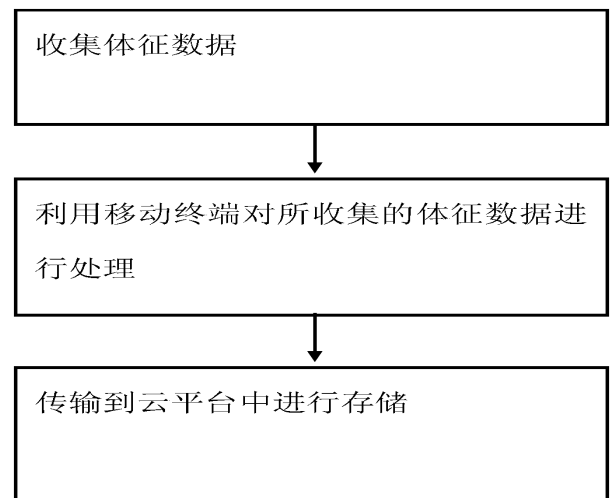 收集体征数据
利用移动终端对所收集的体征数据进
行处理
传输到云平台中进行存储